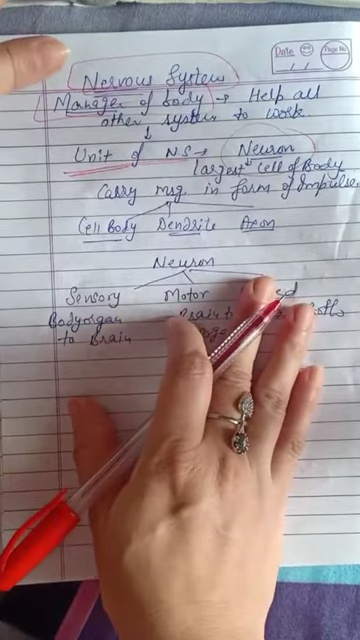 Date
Page
Nervous System
Manager of body → Help all
other system to work.
Unit of NS → Neuron
largest cell of Body
Carry msg. in form of Impulse
Cell Body Dendrite Axon
Neuron
Sensory Motor
Body organ Brain to
to Brain